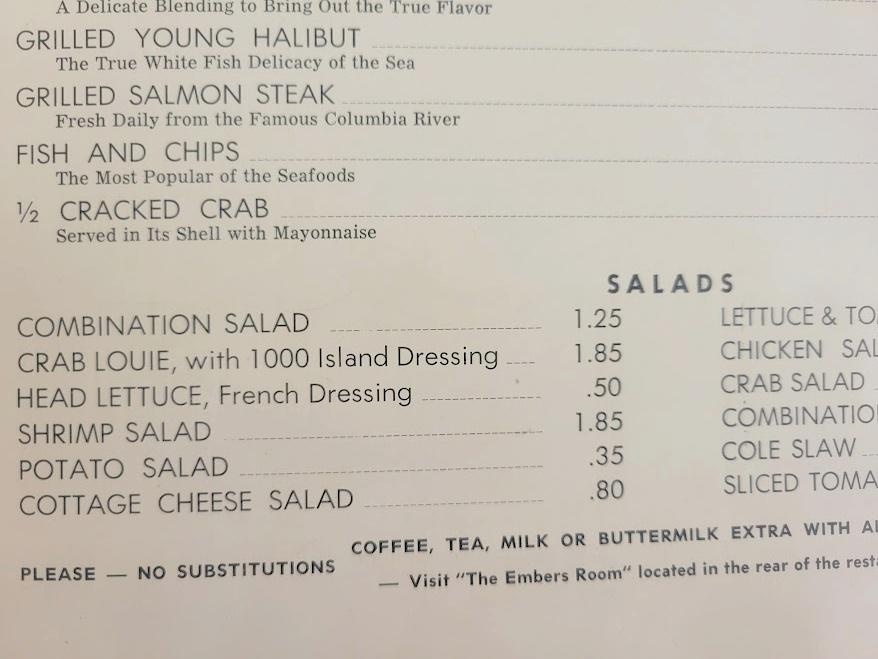 A Delicate Blending to Bring Out the True Flavor
GRILLED YOUNG HALIBUT
The True White Fish Delicacy of the Sea
GRILLED SALMON STEAK
Fresh Daily from the Famous Columbia River
FISH AND CHIPS
The Most Popular of the Seafoods
½ CRACKED CRAB
Served in Its Shell with Mayonnaise
SALADS
COMBINATION SALAD 1.25 LETTUCE &
CRAB LOUIE, with 1000 Island Dressing 1.85 CHICKEN
HEAD LETTUCE, French Dressing .50 CRAB SALAD
SHRIMP SALAD 1.85
POTATO SALAD .35 COLE SLAW
COTTAGE CHEESE SALAD .80 SLICED
COFFEE, TEA, MILK OR BUTTERMILK EXTRA WITH
PLEASE — NO SUBSTITUTIONS
— Visit "The Embers Room" located in the rear of the